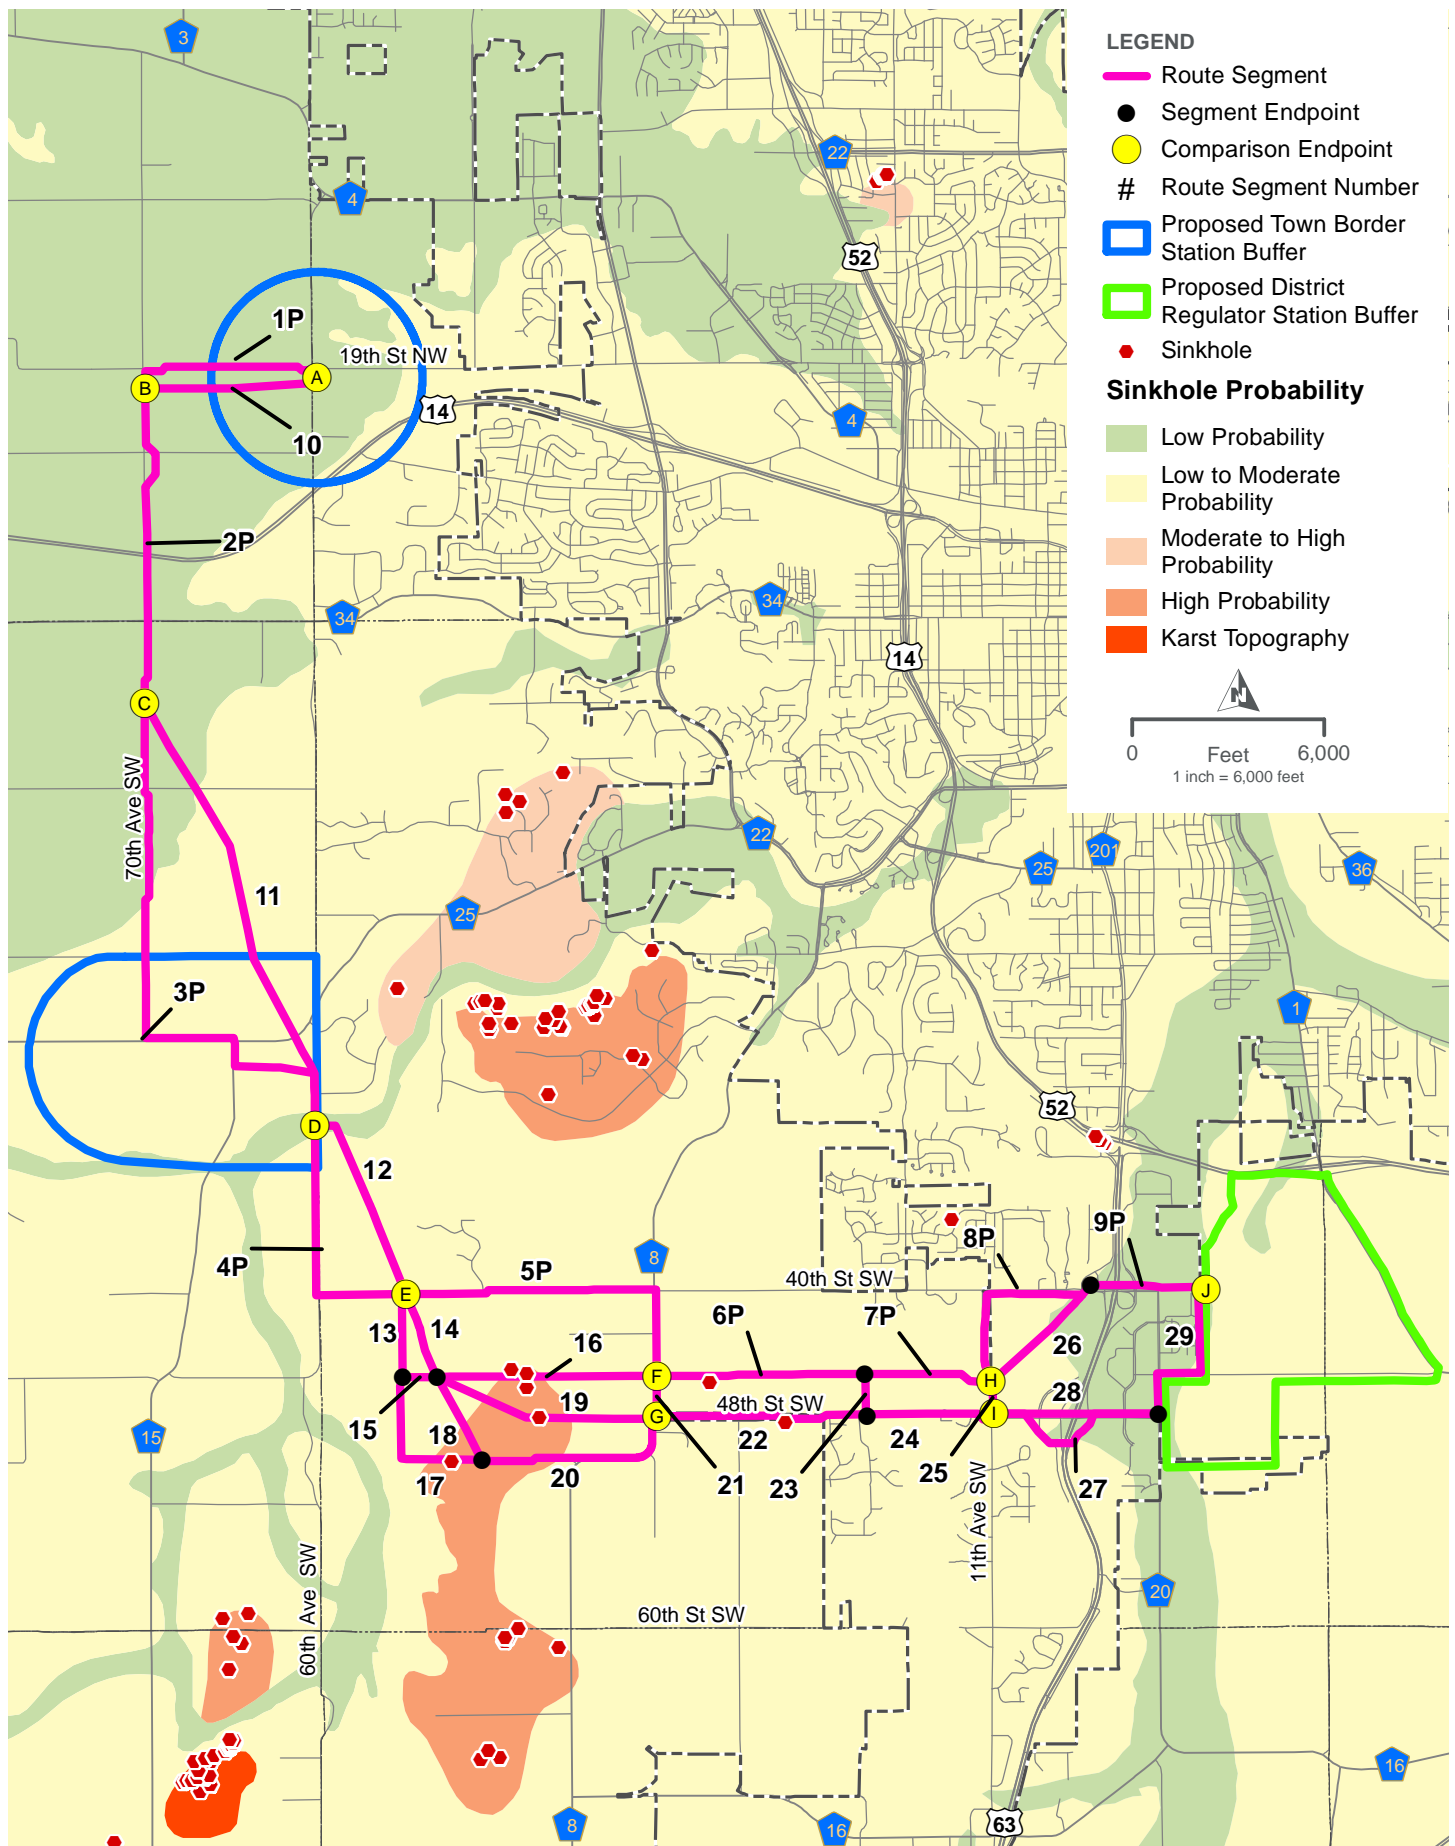 LEGEND
Route Segment
Segment Endpoint
Comparison Endpoint
# Route Segment Number
Proposed Town Border
Station Buffer
Proposed District
Regulator Station Buffer
Sinkhole
Sinkhole Probability
Low Probability
Low to Moderate
Probability
Moderate to High
Probability
High Probability
Karst Topography
N
0 Feet 6,000
1 inch = 6,000 feet
3
22
4
52
1P
19th St NW
A
B
14
4
10
2P
34
34
14
C
70th Ave SW
22
201
25
36
11
25
3P
1
52
D
12
9P
8P
4P
8
5P
40th St SW
E
J
6P
7P
13
14
16
26
29
F
H
28
19
48th St SW
G
I
15
18
22
24
15
17
20
21
23
25
27
11th Ave SW
60th Ave SW
20
60th St SW
16
8
16
63